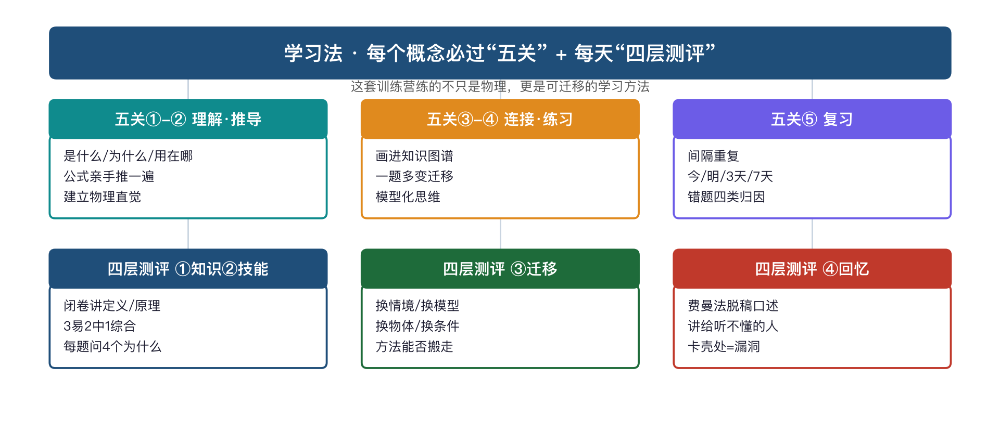 学习法 · 每个概念必过“五关” + 每天“四层测评”
这套训练营练的不只是物理，更是可迁移的学习方法
五关①–② 理解·推导
是什么/为什么/用在哪
公式亲手推一遍
建立物理直觉
五关③–④ 连接·练习
画进知识图谱
一题多变迁移
模型化思维
五关⑤ 复习
间隔重复
今/明/3天/7天
错题四类归因
四层测评 ①知识②技能
闭卷讲定义/原理
3易2中1综合
每题问4个为什么
四层测评 ③迁移
换情境/换模型
换物体/换条件
方法能否搬走
四层测评 ④回忆
费曼法脱稿口述
讲给听不懂的人
卡壳处=漏洞